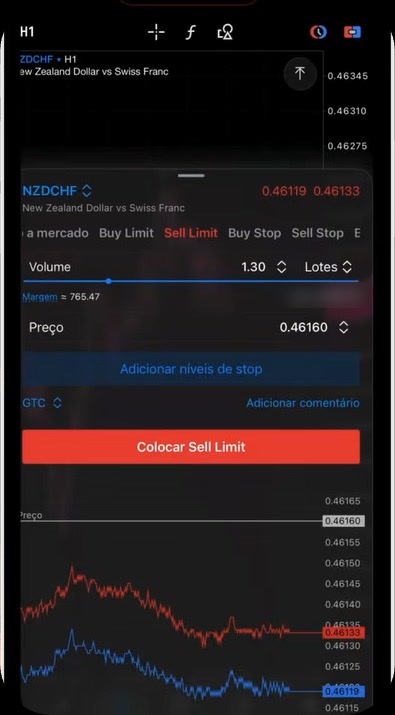 H1
ZDCHF • H1
ew Zealand Dollar vs Swiss Franc
0.46345
0.46310
0.46275
NZDCHF 0.46119 0.46133
New Zealand Dollar vs Swiss Franc
o a mercado Buy Limit Sell Limit Buy Stop Sell Stop E
Volume 1.30 Lotes
Margem ≈ 765.47
Preço 0.46160
Adicionar níveis de stop
GTC Adicionar comentário
Colocar Sell Limit
0.46165
Preço 0.46160
0.46155
0.46150
0.46145
0.46140
0.46135
0.46133
0.46130
0.46125
0.46119
0.46115